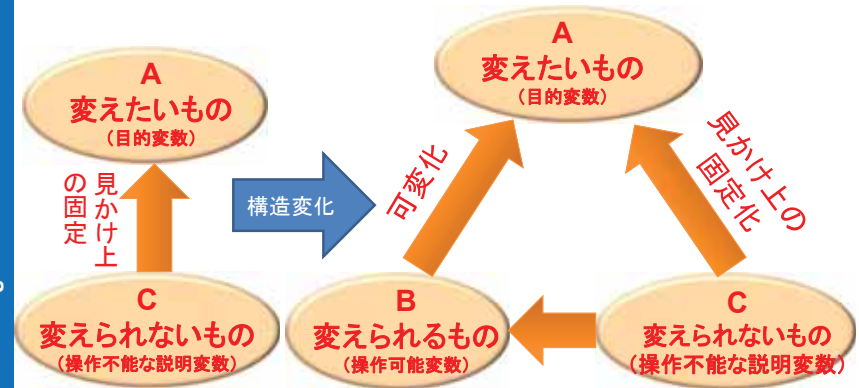 A
変えたいもの
(目的変数)
見かけ上
の固定
C
変えられないもの
(操作不能な説明変数)
構造変化
A
変えたいもの
(目的変数)
可変化
見かけ上の
固定化
B
変えられるもの
(操作可能変数)
C
変えられないもの
(操作不能な説明変数)